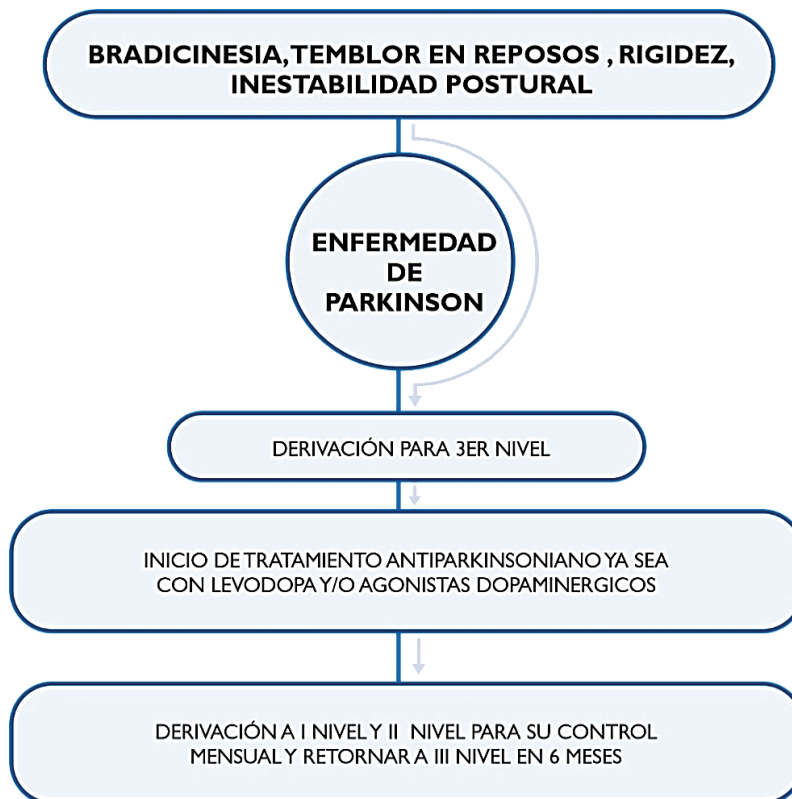 BRADICINESIA, TEMBLOR EN REPOSOS , RIGIDEZ,
INESTABILIDAD POSTURAL
ENFERMEDAD
DE
PARKINSON
DERIVACIÓN PARA 3ER NIVEL
INICIO DE TRATAMIENTO ANTIPARKINSONIANO YA SEA
CON LEVODOPA Y/O AGONISTAS DOPAMINERGICOS
DERIVACIÓN A I NIVEL Y II NIVEL PARA SU CONTROL
MENSUAL Y RETORNAR A III NIVEL EN 6 MESES